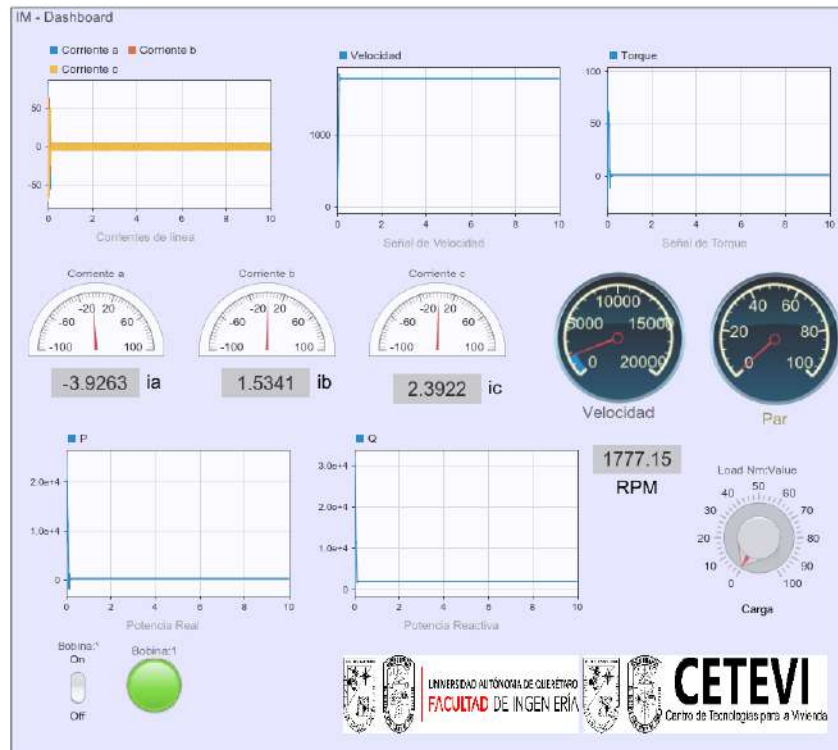 IM - Dashboard
Corriente a Corriente b
Corriente c
50
0
-50
0 2 4 6 8 10
Corrientes de linea
Velocidad
1000
0
0 2 4 6 8 10
Señal de Velocidad
Torque
100
50
0
0 2 4 6 8 10
Señal de Torque
Corriente a
-100 -60 -20 20 60 100
-3.9263 ia
Corriente b
-100 -60 -20 20 60 100
1.5341 ib
Corriente c
-100 -60 -20 20 60 100
2.3922 ic
0 5000 10000 15000 20000
Velocidad
0 20 40 60 80 100
Par
P
2.0e+4
1.0e+4
0
0 2 4 6 8 10
Potencia Real
Q
3.0e+4
2.0e+4
1.0e+4
0
0 2 4 6 8 10
Potencia Reactiva
1777.15
RPM
Load Nm:Value
0 10 20 30 40 50 60 70 80 90 100
Carga
Bobina:1
On
Off
Bobina:1
UNIVERSIDAD AUTÓNOMA DE QUERÉTARO
FACULTAD DE INGENIERÍA
CETEVI
Centro de Tecnologías para la Vivienda